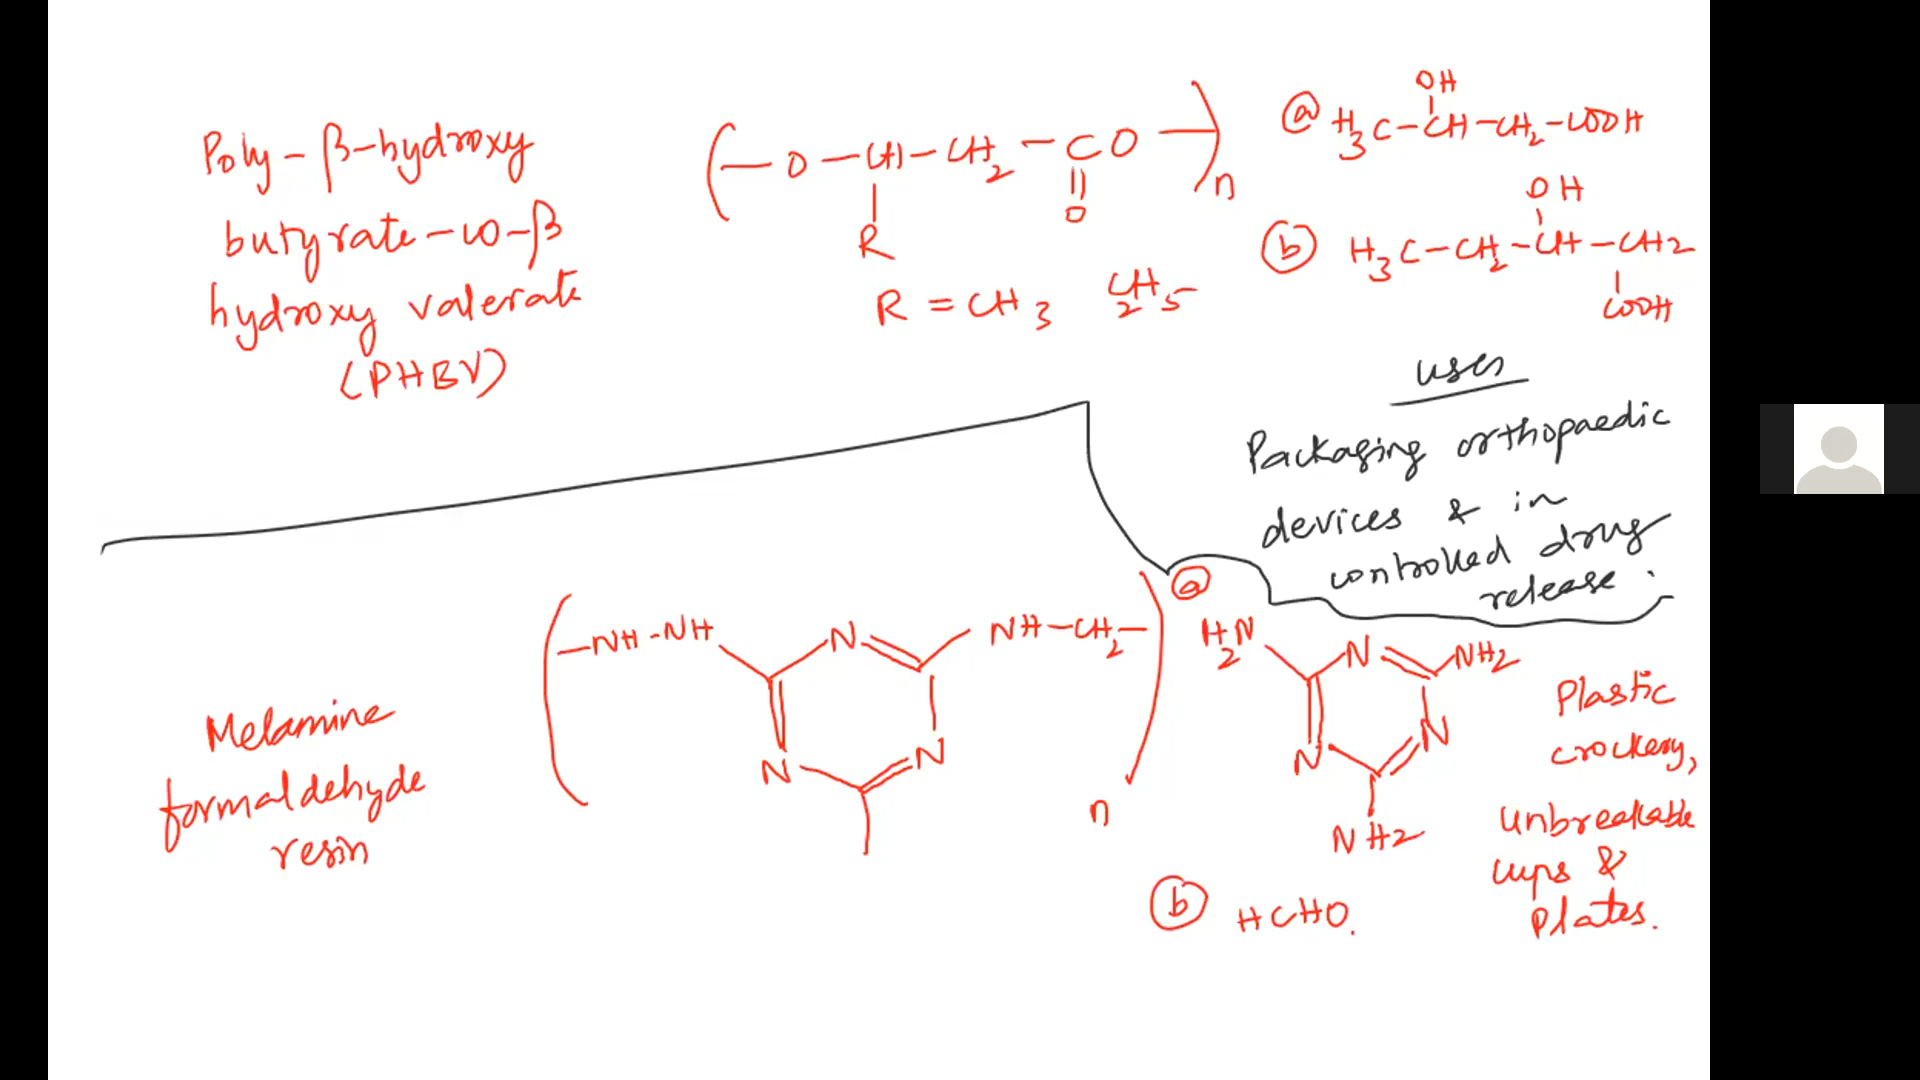 Poly-β-hydroxy
butyrate-co-β
hydroxy valerate
(PHBV)
(-O-CH-CH2-CO-)n
R
O
R = CH3 C2H5
OH
(a) H3C-CH-CH2-COOH
OH
(b) H3C-CH2-CH-CH2
COOH
uses
Packaging orthopaedic
devices & in
controlled drug
release.
Melamine
formaldehyde
resin
-NH-NH N NH-CH2-
N N
n
(a)
H2N N NH2
N N
NH2
(b) HCHO.
Plastic
crockery,
Unbreakable
cups &
Plates.